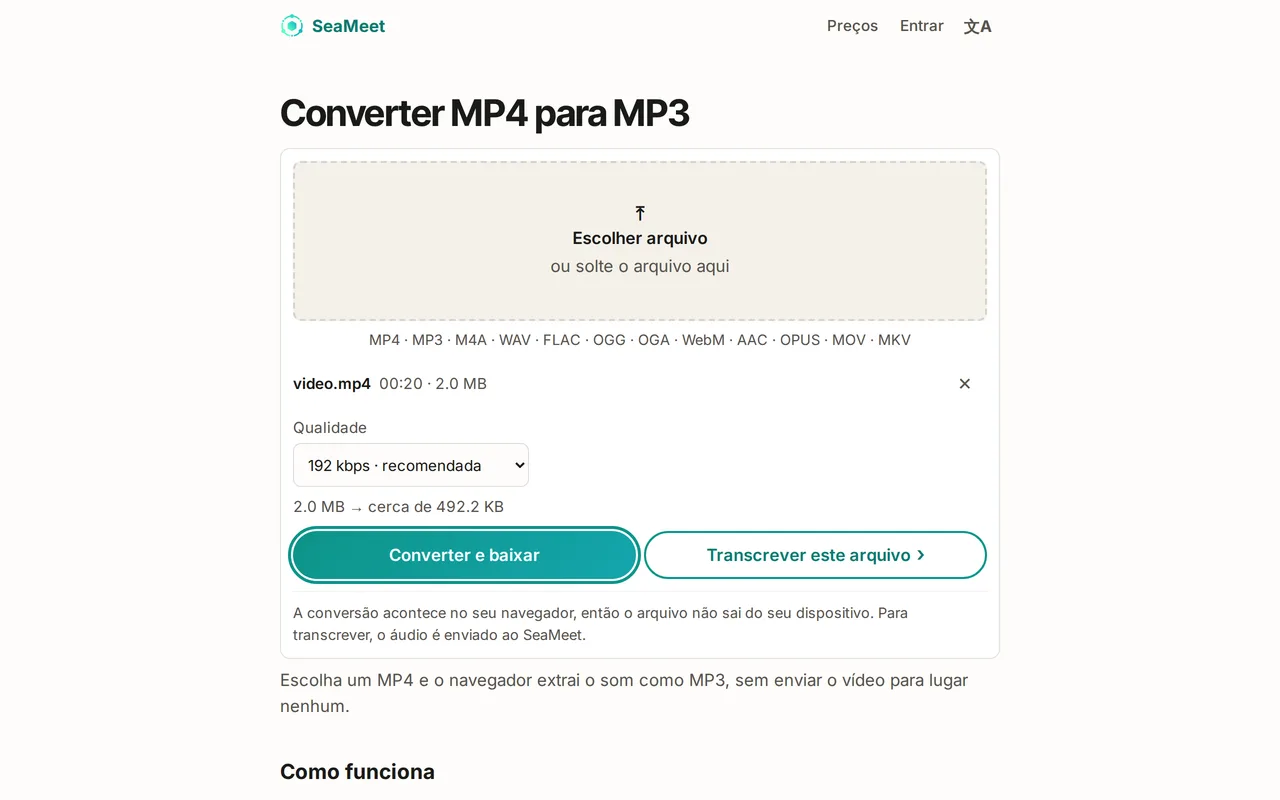 SeaMeet
Preços
Entrar
文A
Converter MP4 para MP3
Escolher arquivo
ou solte o arquivo aqui
MP4 · MP3 · M4A · WAV · FLAC · OGG · OGA · WebM · AAC · OPUS · MOV · MKV
video.mp4 00:20 · 2.0 MB
Qualidade
192 kbps · recomendada
2.0 MB → cerca de 492.2 KB
Converter e baixar
Transcrever este arquivo ›
A conversão acontece no seu navegador, então o arquivo não sai do seu dispositivo. Para
transcrever, o áudio é enviado ao SeaMeet.
Escolha um MP4 e o navegador extrai o som como MP3, sem enviar o vídeo para lugar
nenhum.
Como funciona